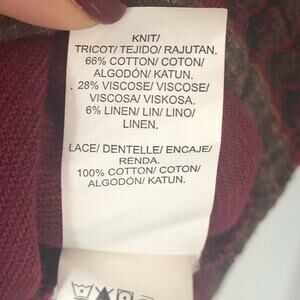 KNIT/
TRICOT/ TEJIDO/ RAJUTAN.
66% COTTON/ COTON/
ALGODÓN/ KATUN.
28% VISCOSE/ VISCOSE/
VISCOSA/ VISKOSA.
6% LINEN/ LIN/ LINO/
LINEN.
LACE/ DENTELLE/ ENCAJE/
RENDA.
100% COTTON/ COTON/
ALGODÓN/ KATUN.